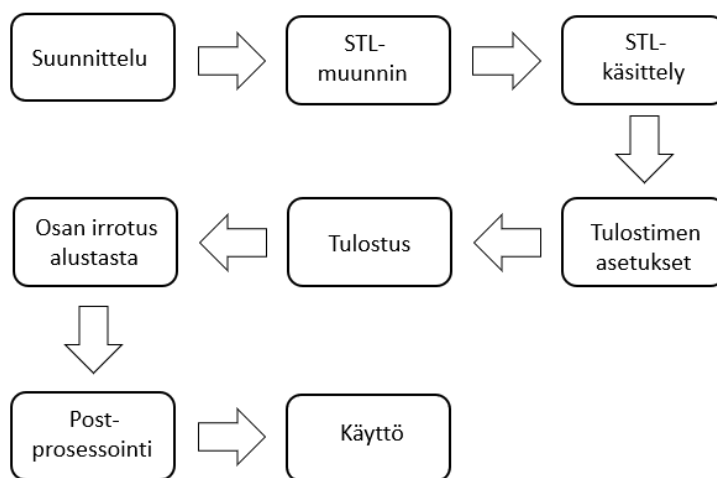 Suunnittelu
STL-
muunnin
STL-
käsittely
Tulostimen
asetukset
Tulostus
Osan irrotus
alustasta
Post-
prosessointi
Käyttö